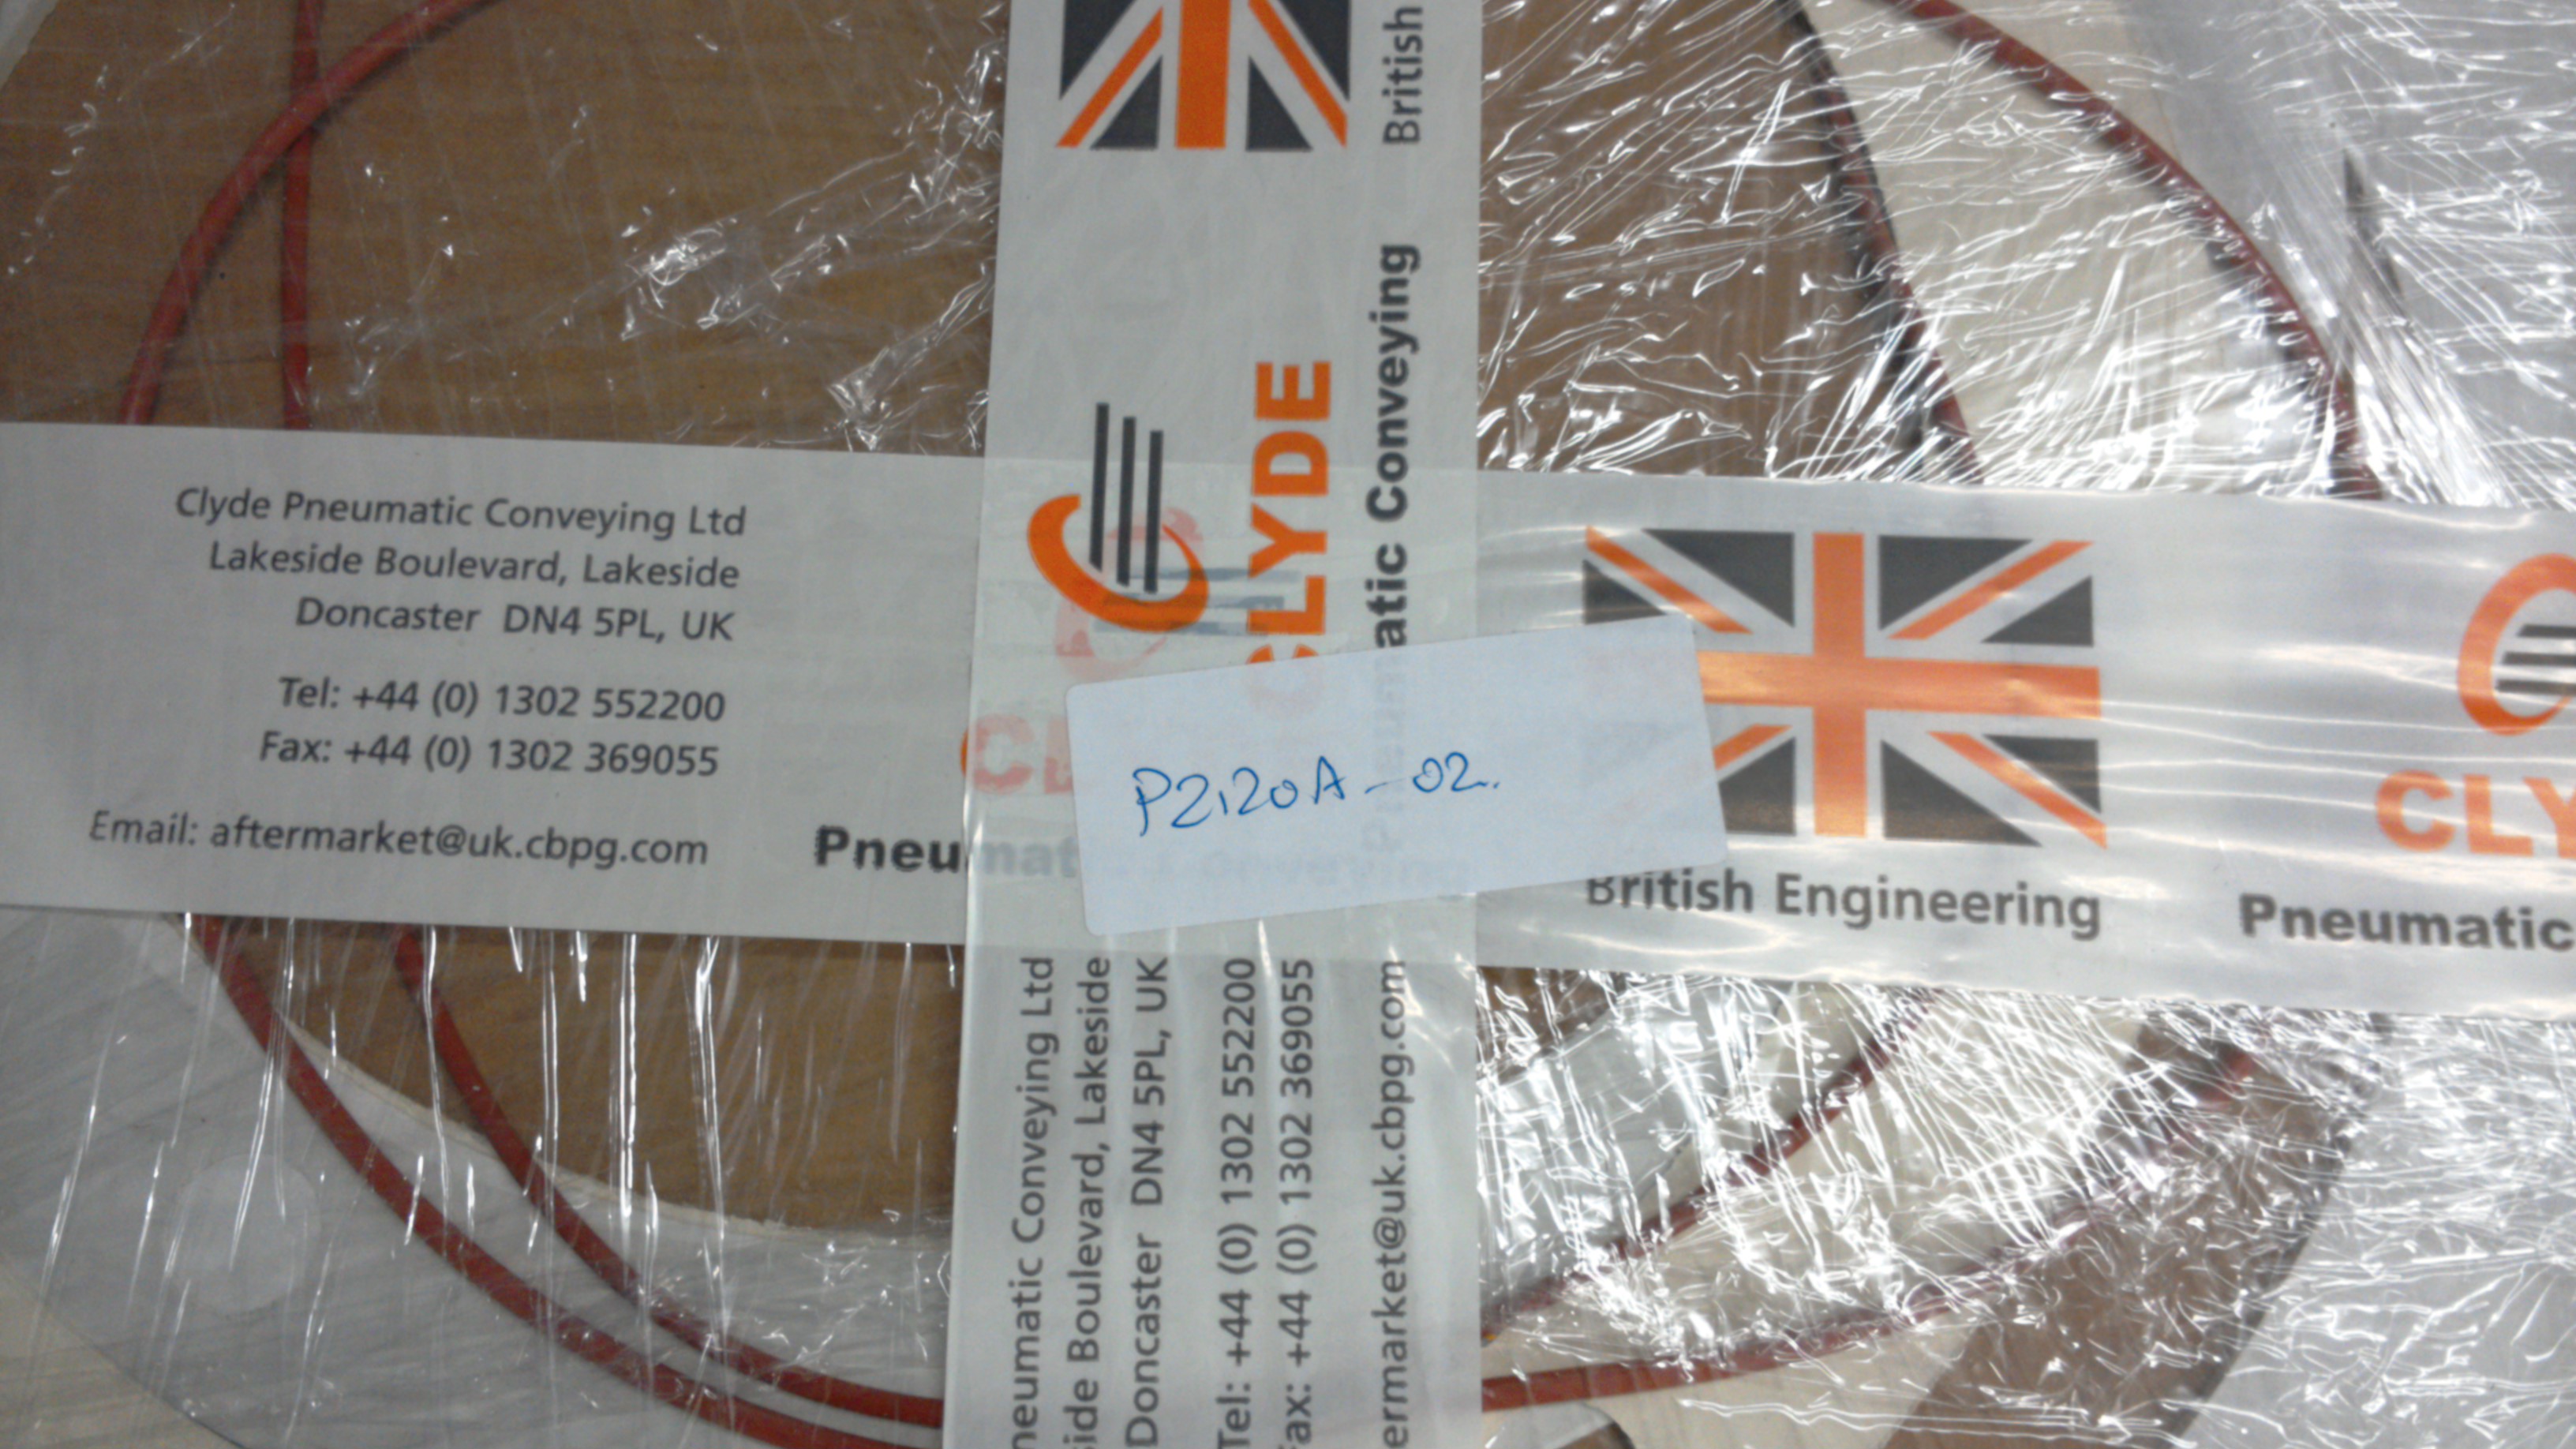 British
CLYDE
Pneumatic Conveying
Clyde Pneumatic Conveying Ltd
Lakeside Boulevard, Lakeside
Doncaster DN4 5PL, UK
Tel: +44 (0) 1302 552200
Fax: +44 (0) 1302 369055
Email: aftermarket@uk.cbpg.com
CL
Pneumatic Conveying
P2120A-02.
British Engineering
CLY
Pneumatic
neumatic Conveying Ltd
side Boulevard, Lakeside
Doncaster DN4 5PL, UK
Tel: +44 (0) 1302 552200
Fax: +44 (0) 1302 369055
ermarket@uk.cbpg.com